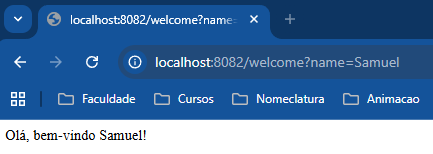 localhost:8082/welcome?name=
localhost:8082/welcome?name=Samuel
Faculdade Cursos Nomeclatura Animacao
Olá, bem-vindo Samuel!